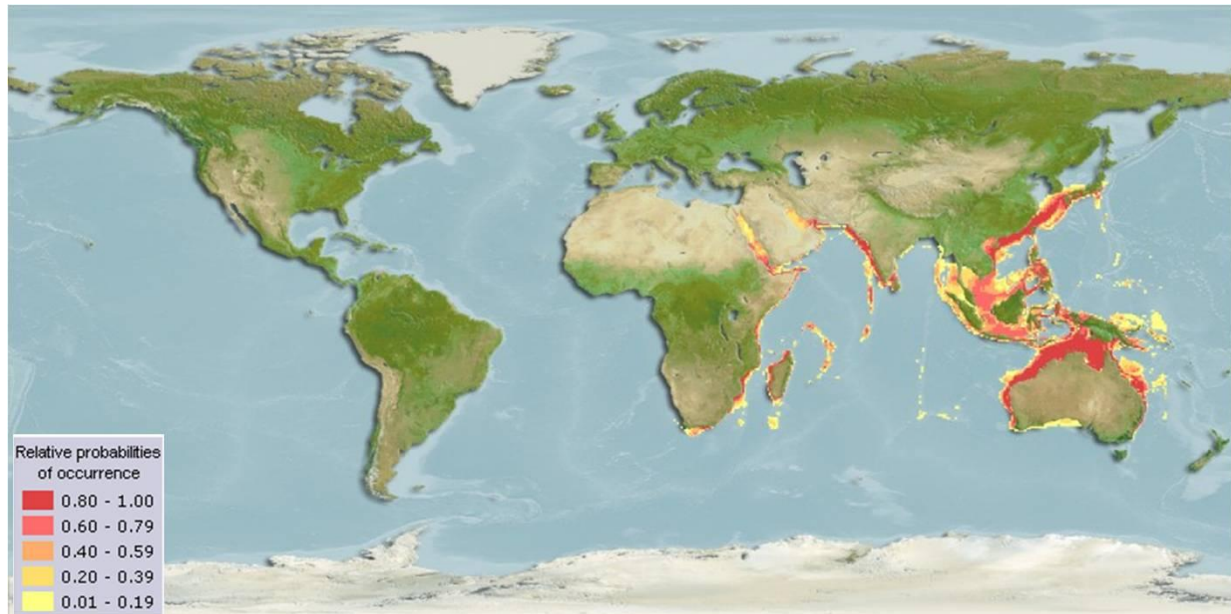 Relative probabilities
of occurrence
0.80 - 1.00
0.60 - 0.79
0.40 - 0.59
0.20 - 0.39
0.01 - 0.19